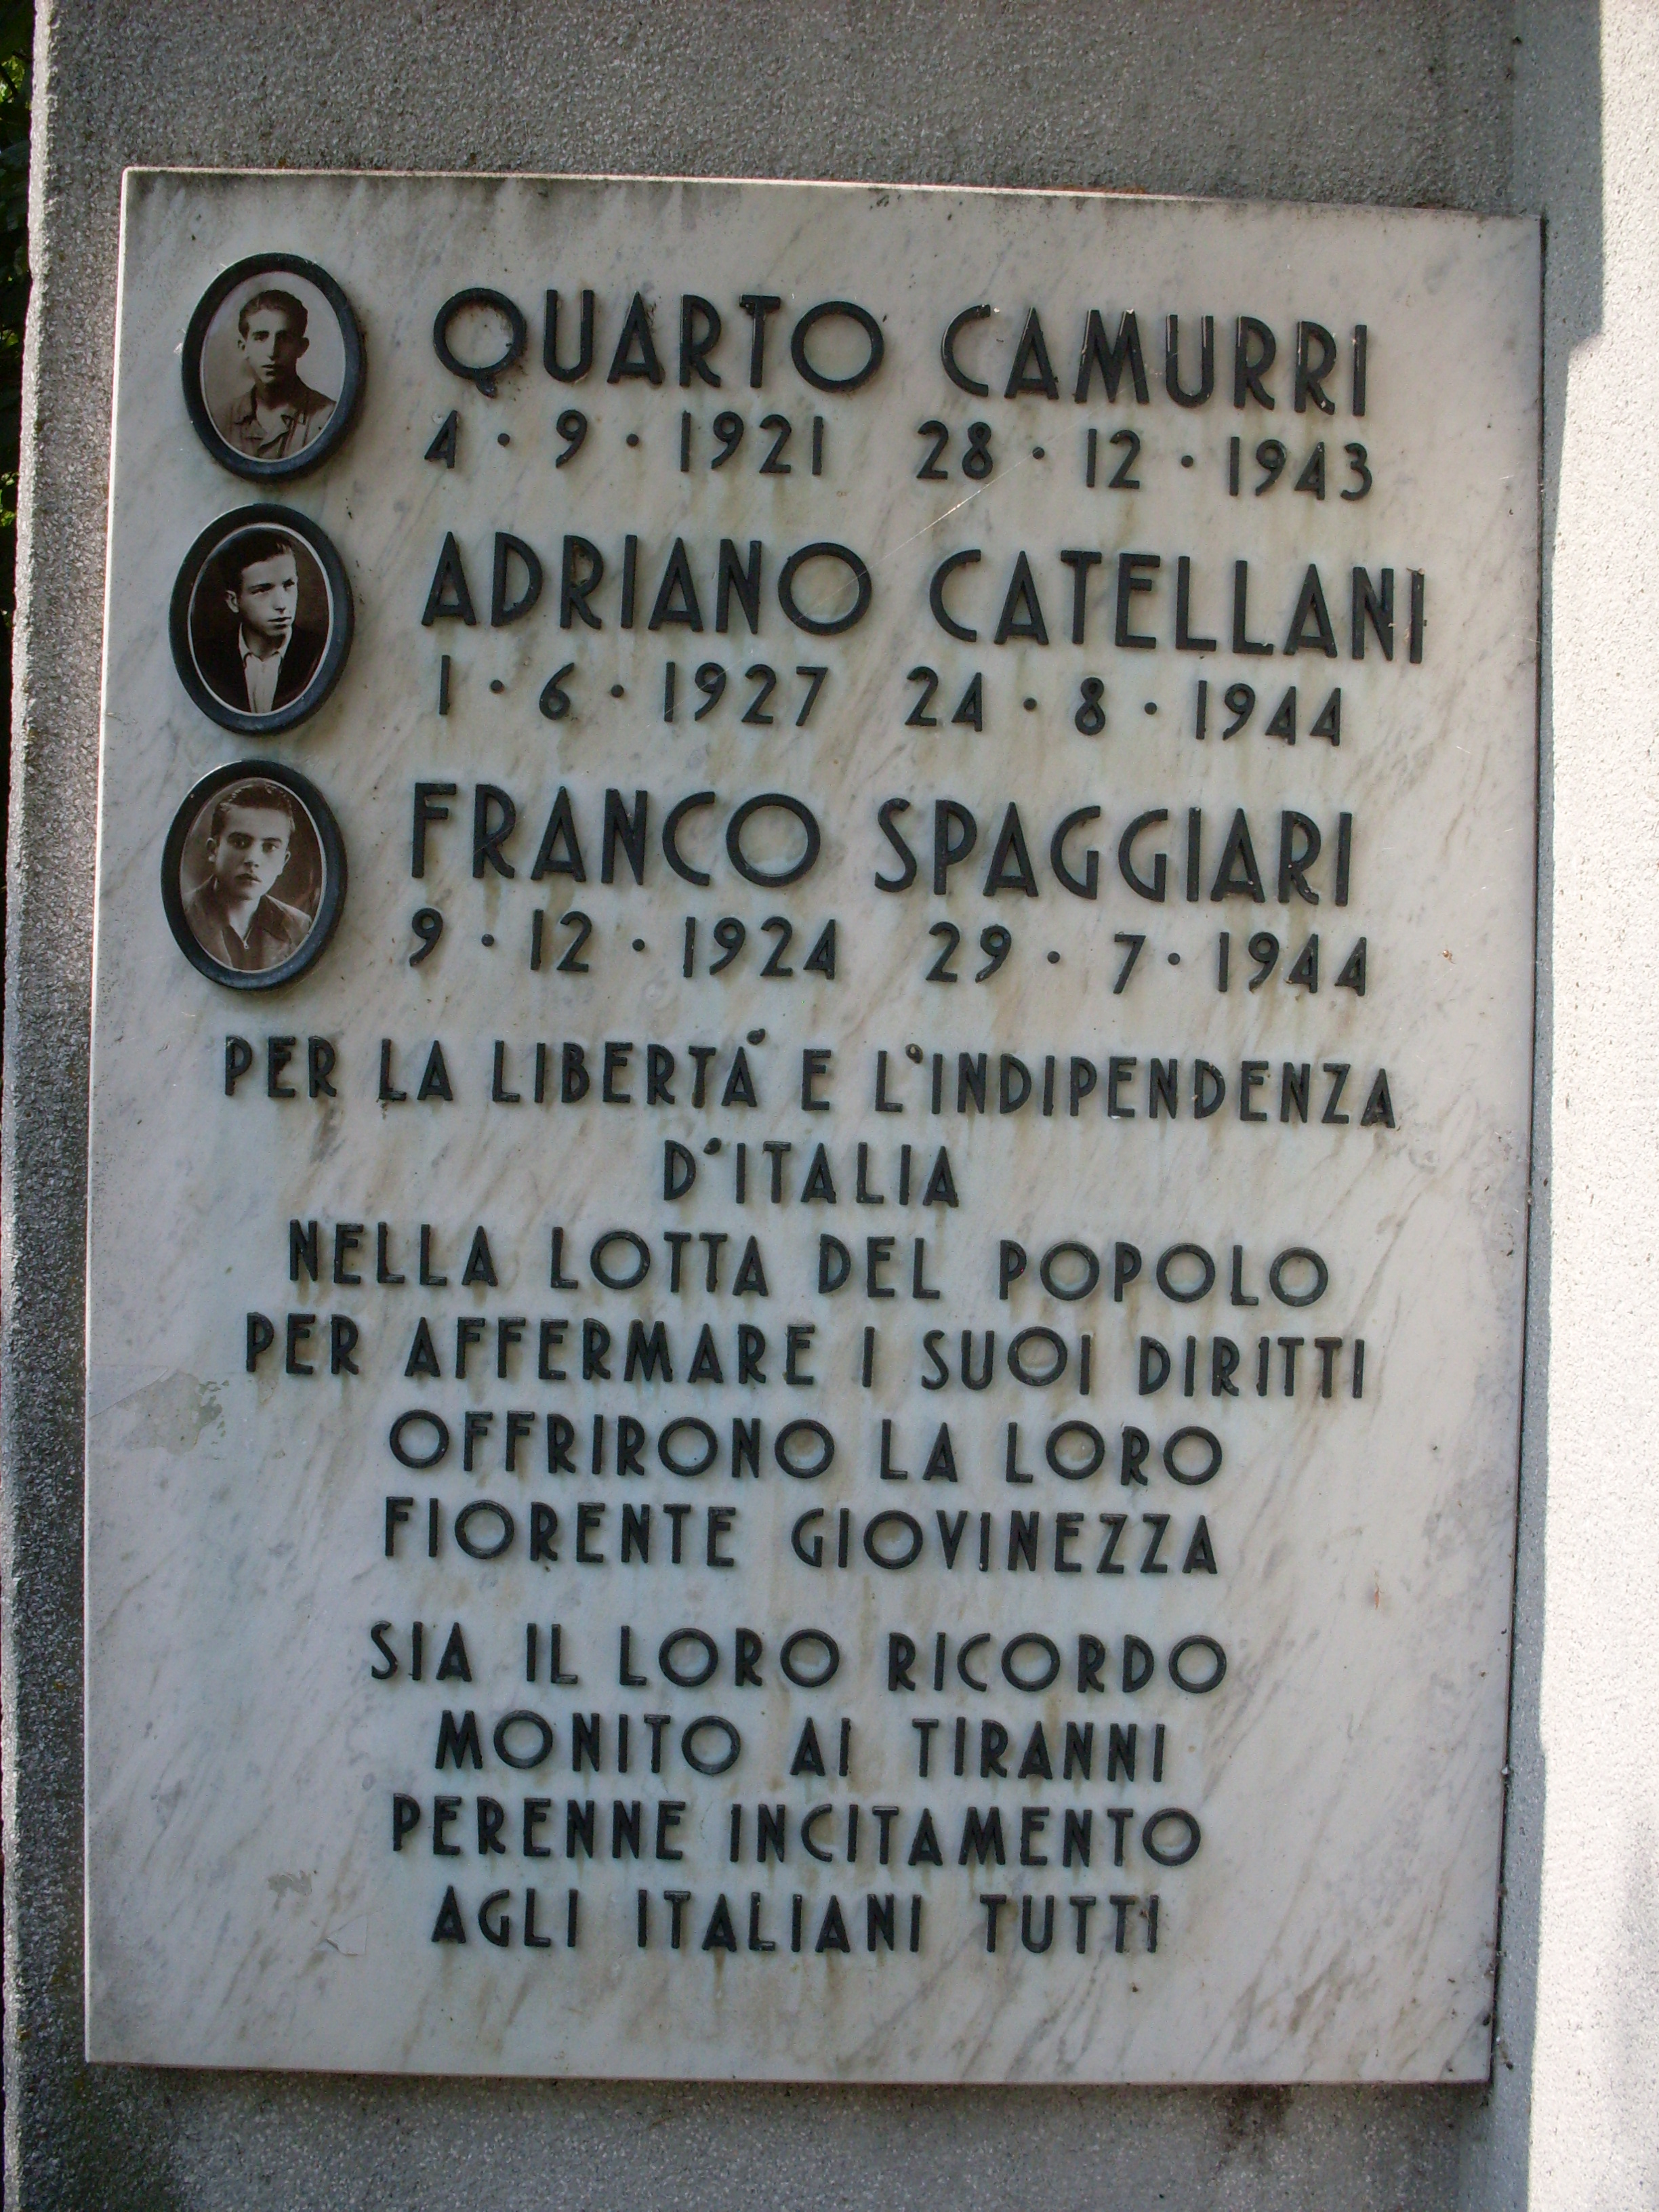 QUARTO CAMURRI
4 · 9 · 1921 28 · 12 · 1943
ADRIANO CATELLANI
1 · 6 · 1927 24 · 8 · 1944
FRANCO SPAGGIARI
9 · 12 · 1924 29 · 7 · 1944
PER LA LIBERTÁ E L'INDIPENDENZA
D'ITALIA
NELLA LOTTA DEL POPOLO
PER AFFERMARE I SUOI DIRITTI
OFFRIRONO LA LORO
FIORENTE GIOVINEZZA
SIA IL LORO RICORDO
MONITO AI TIRANNI
PERENNE INCITAMENTO
AGLI ITALIANI TUTTI